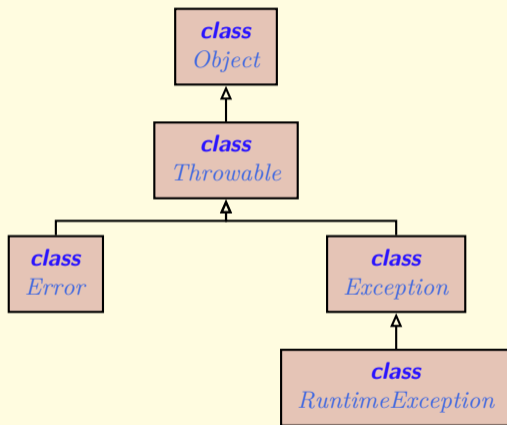 class
Object
class
Throwable
class
Error
class
Exception
class
RuntimeException